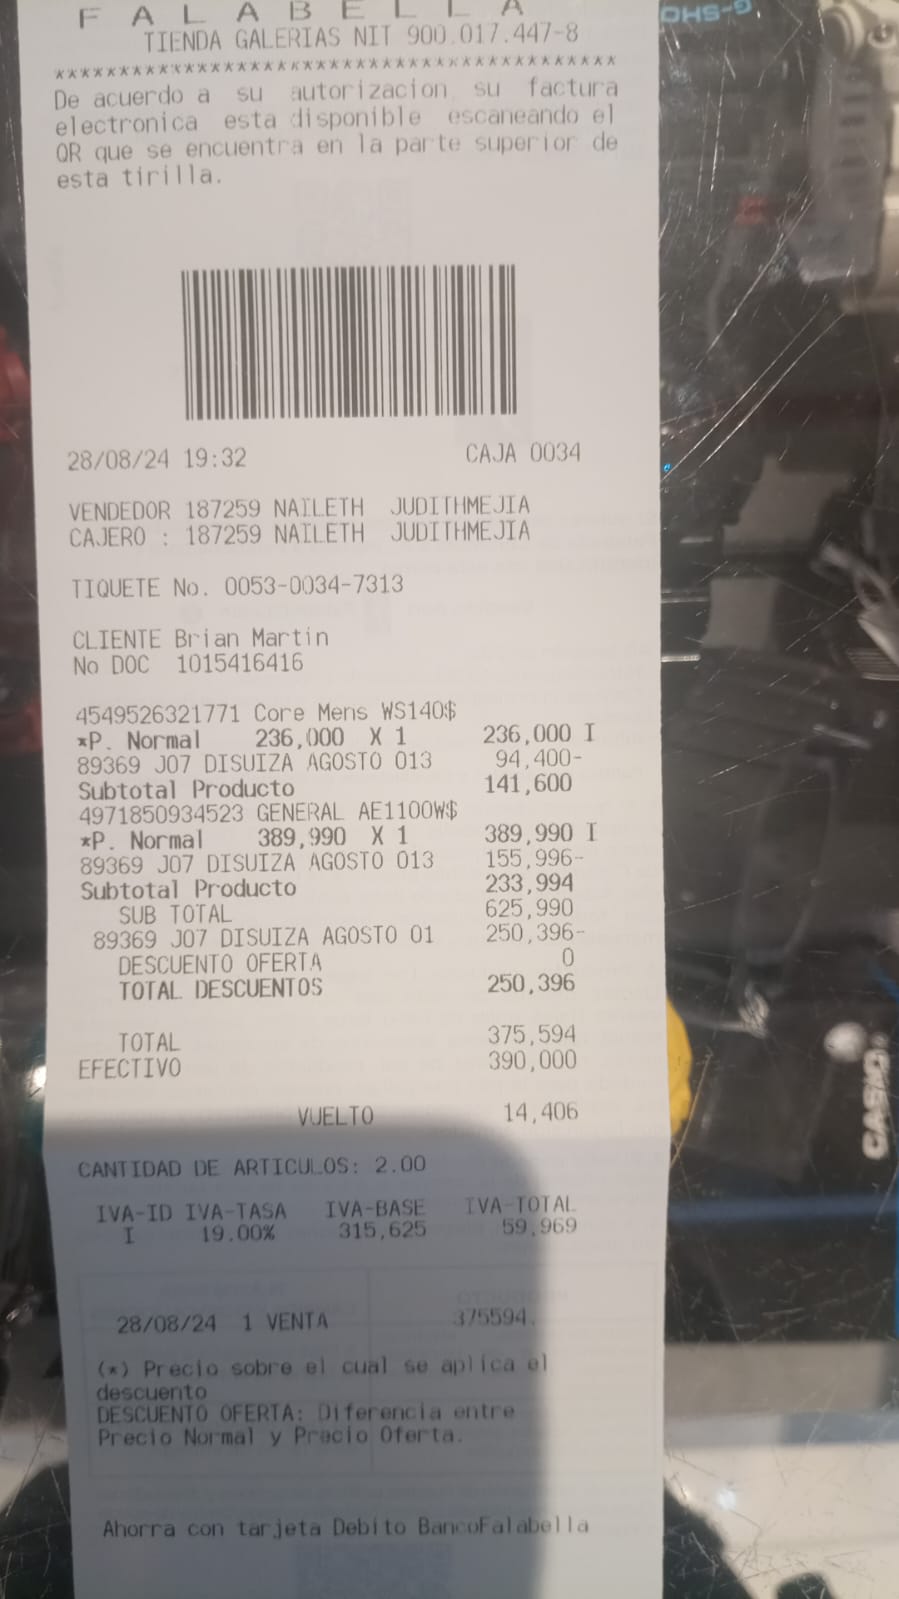 FALABELLA
TIENDA GALERIAS NIT 900.017.447-8
******************************************
De acuerdo a su autorizacion su factura
electronica esta disponible escaneando el
QR que se encuentra en la parte superior de
esta tirilla.
28/08/24 19:32 CAJA 0034
VENDEDOR 187259 NAILETH JUDITHMEJIA
CAJERO : 187259 NAILETH JUDITHMEJIA
TIQUETE No. 0053-0034-7313
CLIENTE Brian Martin
No DOC 1015416416
4549526321771 Core Mens WS140$
*P. Normal 236,000 X 1 236,000 I
89369 J07 DISUIZA AGOSTO 013 94,400-
Subtotal Producto 141,600
4971850934523 GENERAL AE1100W$
*P. Normal 389,990 X 1 389,990 I
89369 J07 DISUIZA AGOSTO 013 155,996-
Subtotal Producto 233,994
SUB TOTAL 625,990
89369 J07 DISUIZA AGOSTO 01 250,396-
DESCUENTO OFERTA 0
TOTAL DESCUENTOS 250,396
TOTAL 375,594
EFECTIVO 390,000
VUELTO 14,406
CANTIDAD DE ARTICULOS: 2.00
IVA-ID IVA-TASA IVA-BASE IVA-TOTAL
I 19.00% 315,625 59,969
28/08/24 1 VENTA 375594.
(*) Precio sobre el cual se aplica el
descuento
DESCUENTO OFERTA: Diferencia entre
Precio Normal y Precio Oferta.
Ahorra con tarjeta Debito BancoFalabella
G-SHO
CASIO